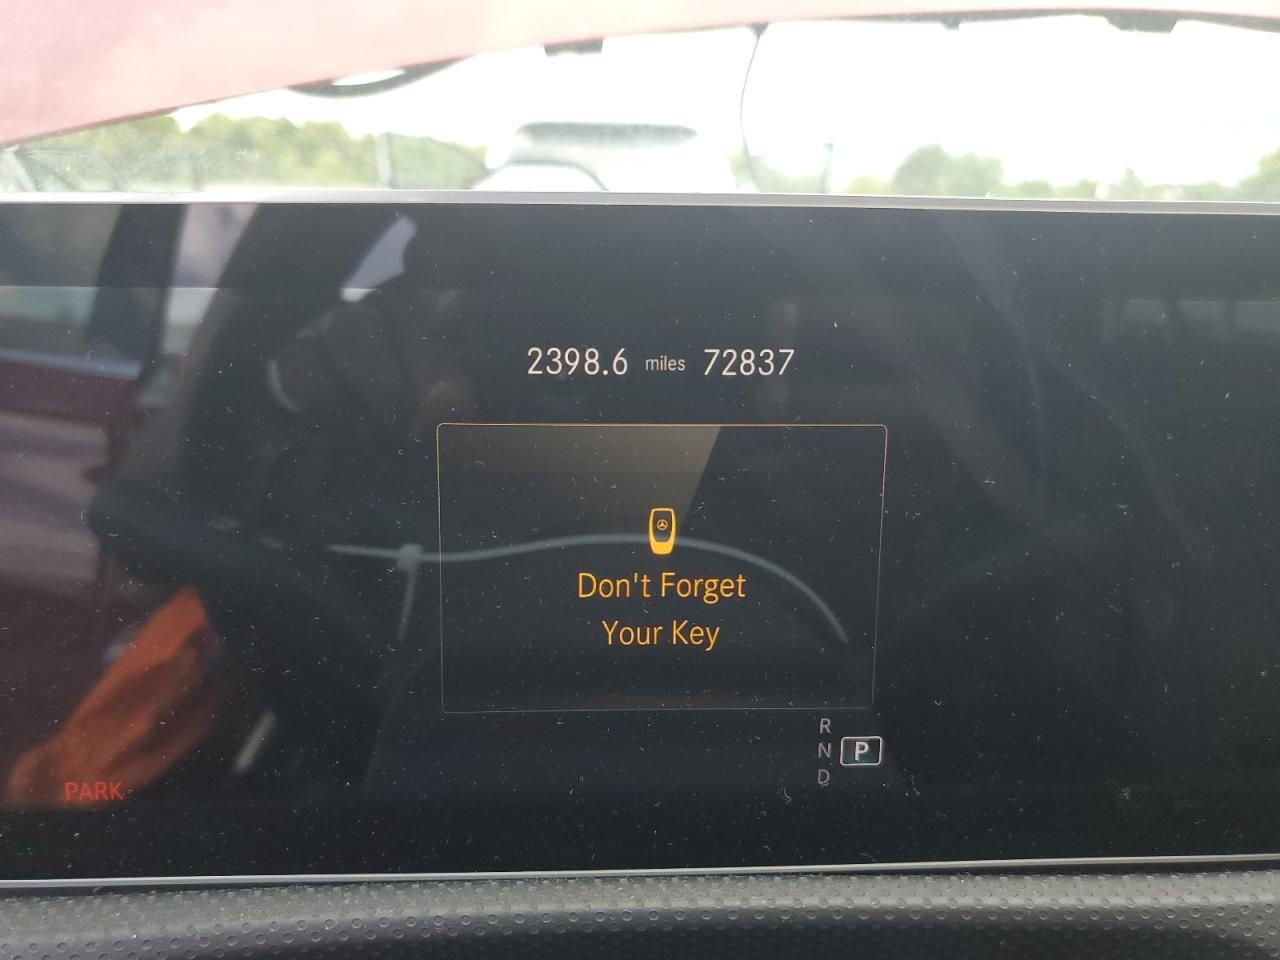 2398.6 miles 72837
Don't Forget
Your Key
R
N P
D
PARK